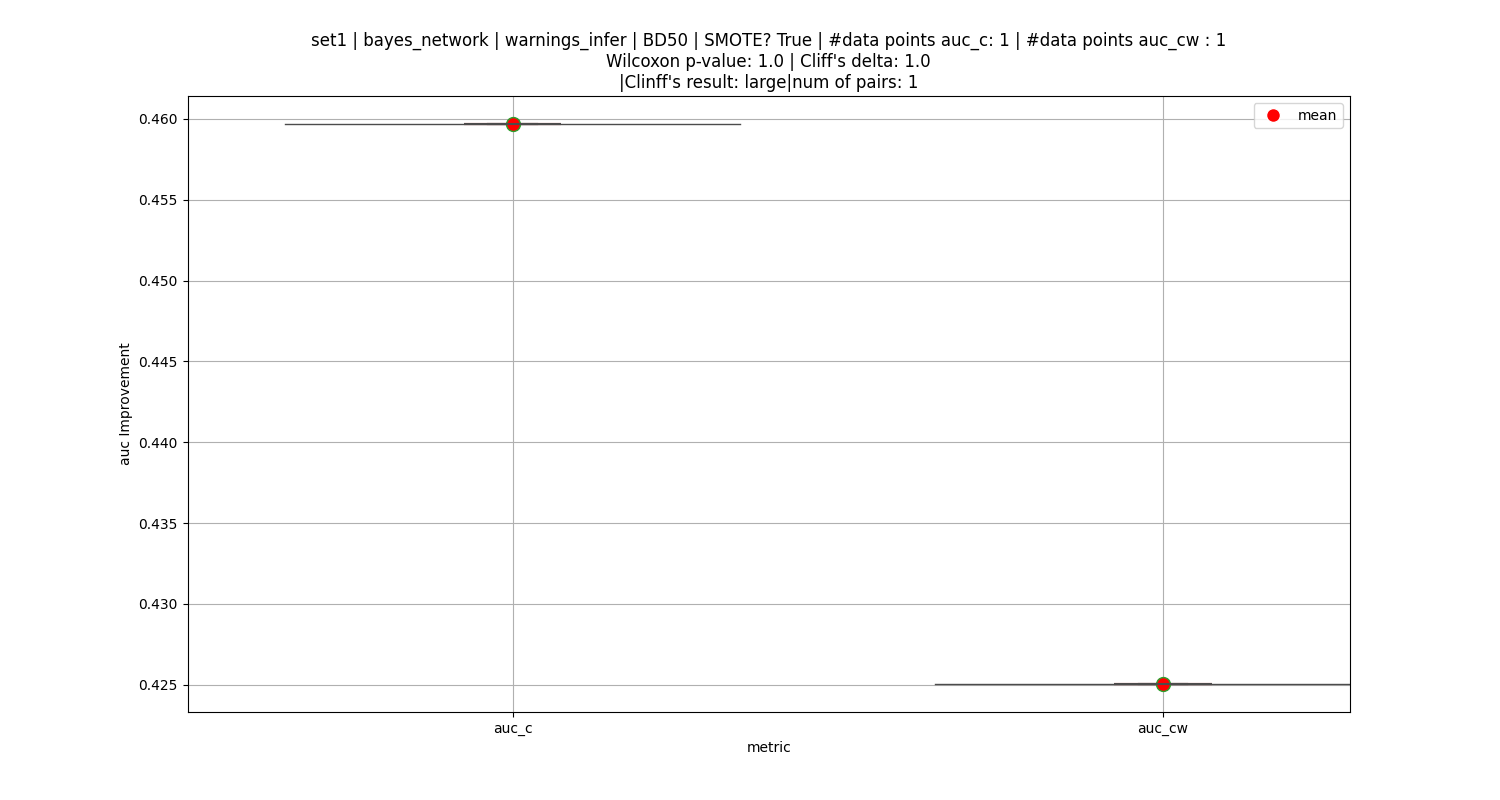 set1 | bayes_network | warnings_infer | BD50 | SMOTE? True | #data points auc_c: 1 | #data points auc_cw : 1
Wilcoxon p-value: 1.0 | Cliff's delta: 1.0
|Clinff's result: large|num of pairs: 1
mean
0.460
0.455
0.450
0.445
0.440
0.435
0.430
0.425
auc Improvement
auc_c
auc_cw
metric